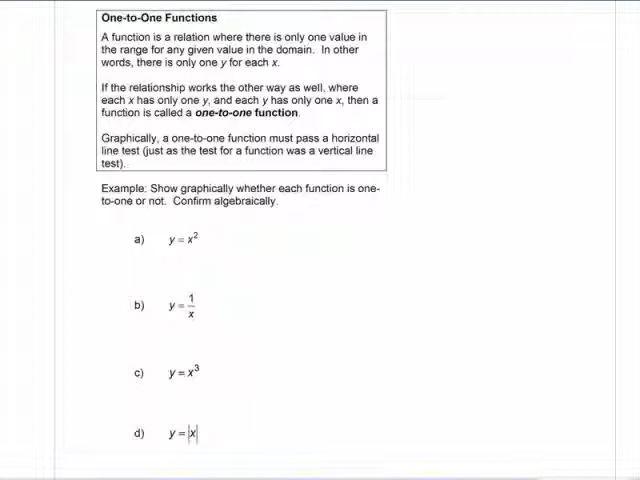 One-to-One Functions
A function is a relation where there is only one value in
the range for any given value in the domain.  In other
words, there is only one y for each x.
If the relationship works the other way as well, where
each x has only one y, and each y has only one x, then a
function is called a one-to-one function.
Graphically, a one-to-one function must pass a horizontal
line test (just as the test for a function was a vertical line
test).
Example: Show graphically whether each function is one-
to-one or not.  Confirm algebraically.
a) y = x²
b) y = 1/x
c) y = x³
d) y = |x|